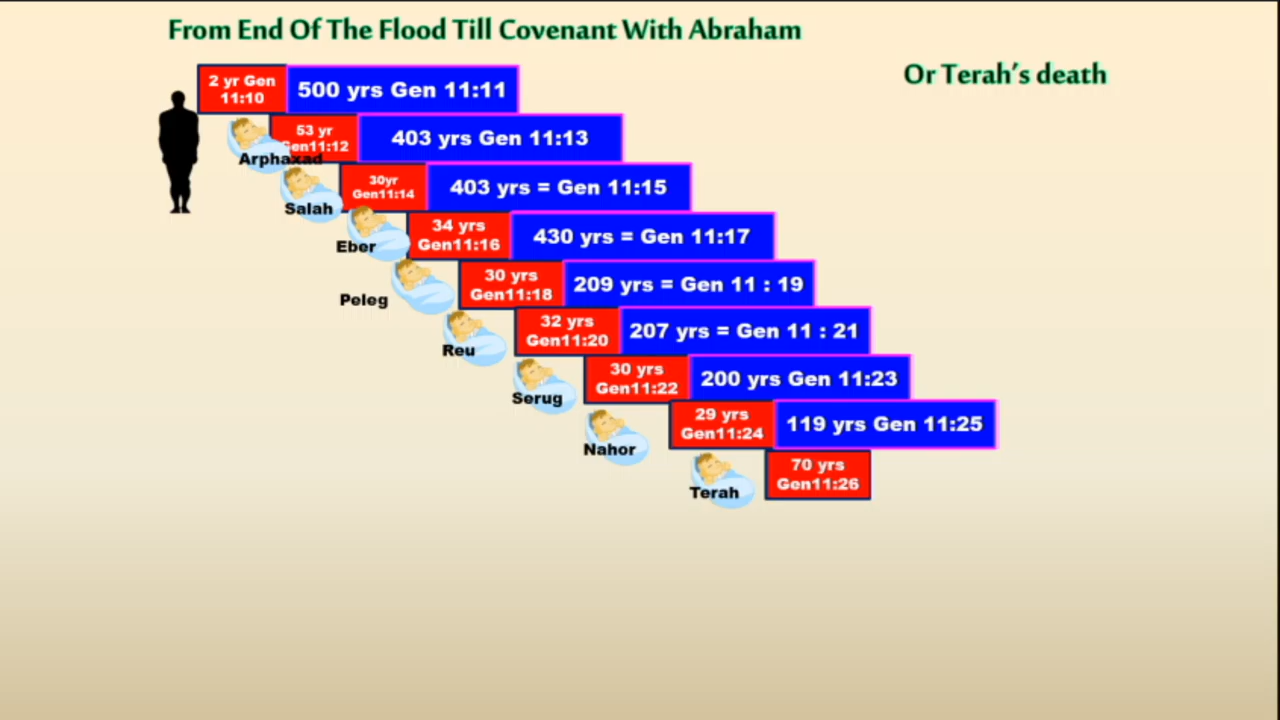 From End Of The Flood Till Covenant With Abraham
Or Terah's death
2 yr Gen
11:10
500 yrs Gen 11:11
53 yr
Gen11:12
403 yrs Gen 11:13
Arphaxad
30yr
Gen11:14
403 yrs = Gen 11:15
Salah
34 yrs
Gen11:16
430 yrs = Gen 11:17
Eber
30 yrs
Gen11:18
209 yrs = Gen 11 : 19
Peleg
32 yrs
Gen11:20
207 yrs = Gen 11 : 21
Reu
30 yrs
Gen11:22
200 yrs Gen 11:23
Serug
29 yrs
Gen11:24
119 yrs Gen 11:25
Nahor
70 yrs
Gen11:26
Terah